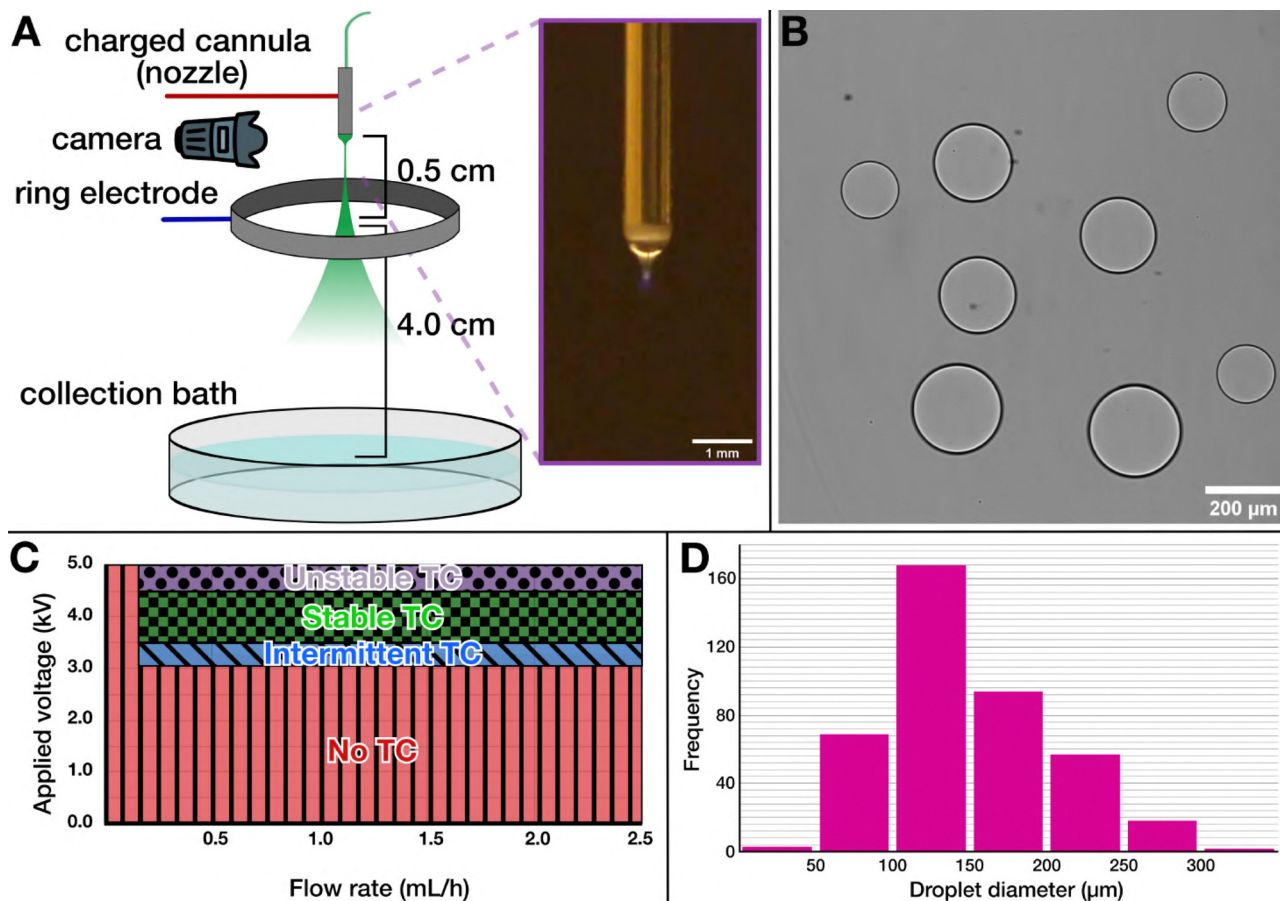 A
charged cannula
(nozzle)
camera
0.5 cm
ring electrode
4.0 cm
collection bath
1 mm
B
200 µm
C
5.0
4.0
3.0
2.0
1.0
0.0
Applied voltage (kV)
Unstable TC
Stable TC
Intermittent TC
No TC
0.5
1.0
1.5
2.0
2.5
Flow rate (mL/h)
D
160
120
80
40
0
Frequency
50
100
150
200
250
300
Droplet diameter (µm)